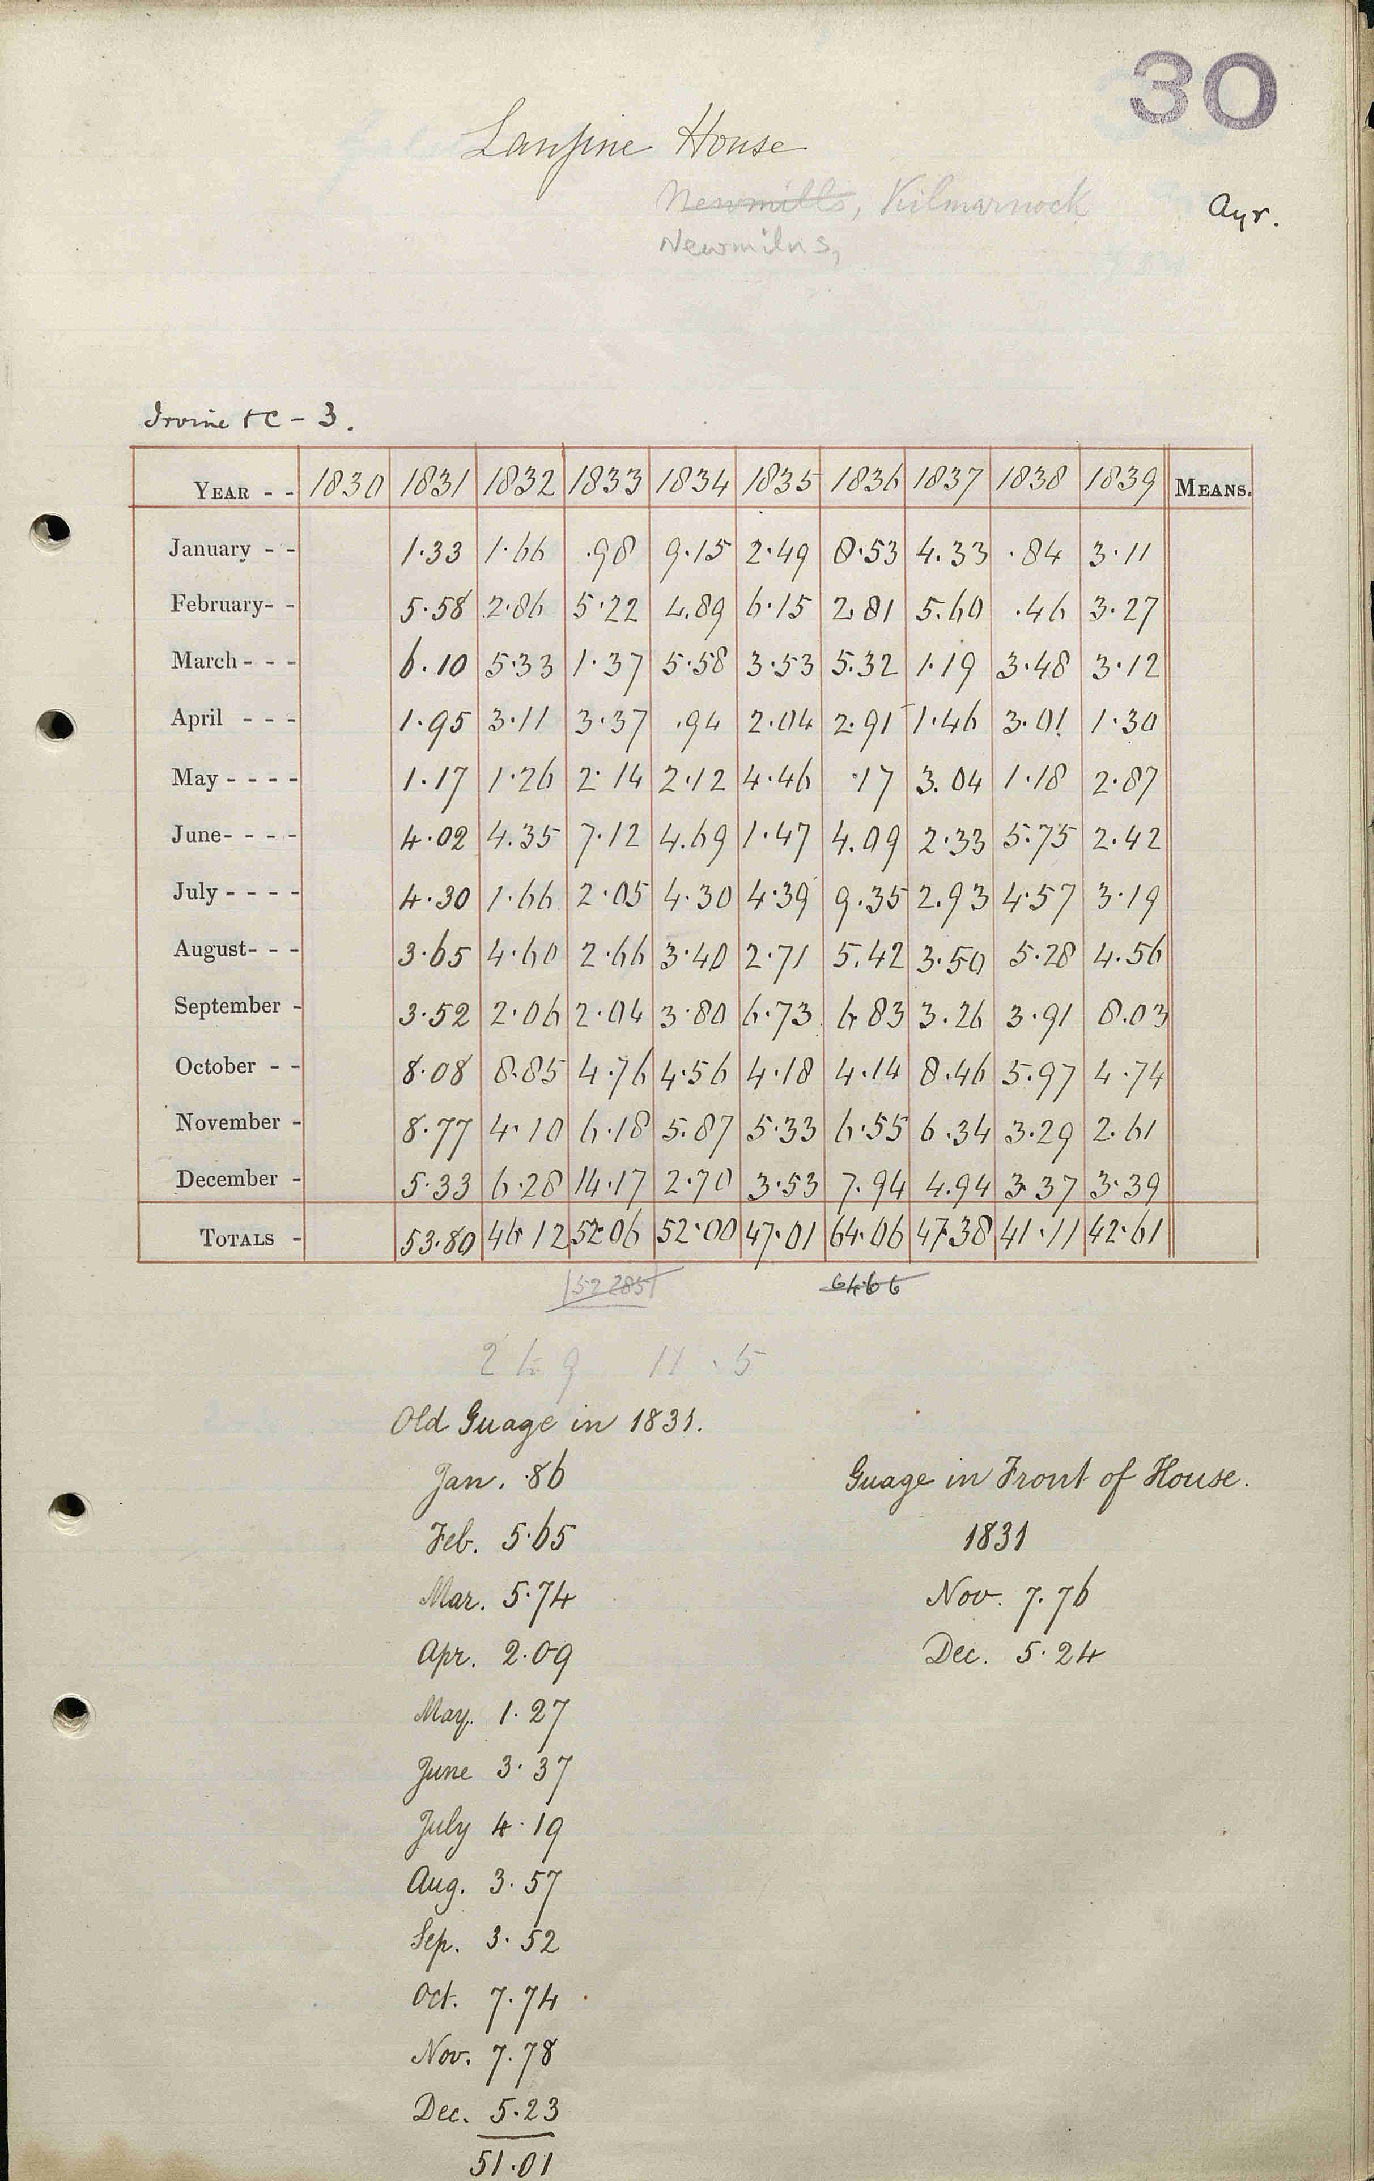 30
Lanfine House
Newmills, Kilmarnock
Ayr.
Newmilns,
Irvine &c - 3.
YEAR - - 1830 1831 1832 1833 1834 1835 1836 1837 1838 1839 MEANS.
January - - 1.33 1.66 .98 9.15 2.49 8.53 4.33 .84 3.11
February- - 5.58 2.86 5.22 4.89 6.15 2.81 5.60 .46 3.27
March - - - 6.10 5.33 1.37 5.58 3.53 5.32 1.19 3.48 3.12
April - - - 1.95 3.11 3.37 .94 2.04 2.91 1.46 3.01 1.30
May - - - - 1.17 1.26 2.14 2.12 4.46 .17 3.04 1.18 2.87
June- - - - 4.02 4.35 7.12 4.69 1.47 4.09 2.33 5.75 2.42
July - - - - 4.30 1.66 2.05 4.30 4.39 9.35 2.93 4.57 3.19
August- - - 3.65 4.60 2.66 3.40 2.71 5.42 3.50 5.28 4.56
September - 3.52 2.06 2.04 3.80 6.73 6.83 3.26 3.91 8.03
October - - 8.08 8.85 4.76 4.56 4.18 4.14 8.46 5.97 4.74
November - 8.77 4.10 6.18 5.87 5.33 6.55 6.34 3.29 2.61
December - 5.33 6.28 14.17 2.70 3.53 7.94 4.94 3.37 3.39
TOTALS - 53.80 46.12 52.06 52.00 47.01 64.06 47.38 41.11 42.61
52 285 64.66
Old Guage in 1831.
Jan. .86
Feb. 5.65
Mar. 5.74
Apr. 2.09
May. 1.27
June 3.37
July 4.19
Aug. 3.57
Sep. 3.52
Oct. 7.74
Nov. 7.78
Dec. 5.23
51.01
Guage in Front of House.
1831
Nov. 7.76
Dec. 5.24